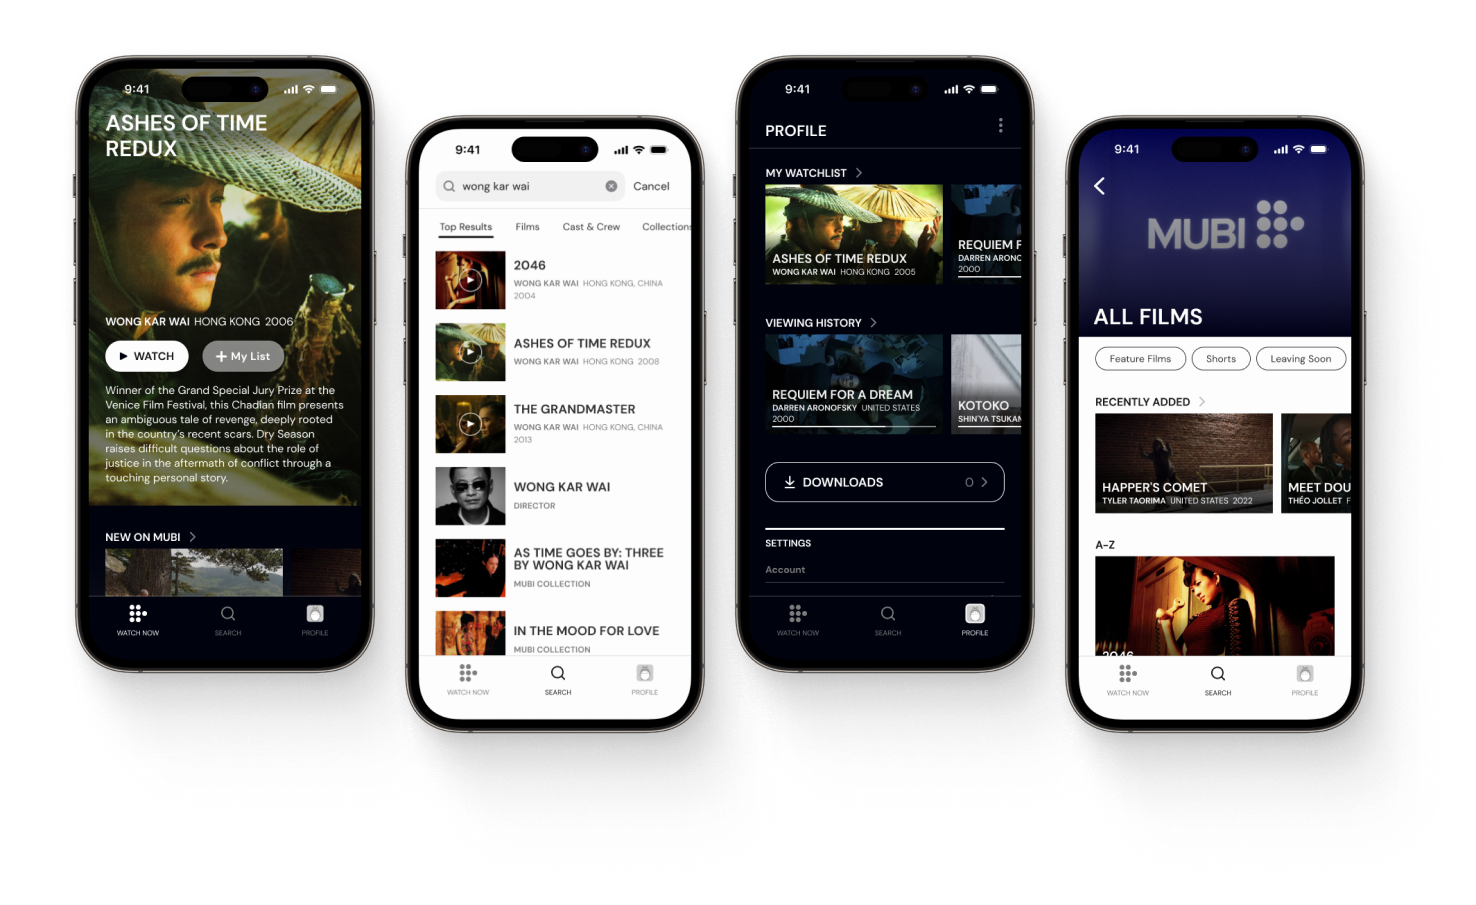 9:41
ASHES OF TIME
REDUX
WONG KAR WAI HONG KONG 2006
WATCH
My List
Winner of the Grand Special Jury Prize at the
Venice Film Festival, this Chadian film presents
an ambiguous tale of revenge, deeply rooted
in the country's recent scars. Dry Season
raises difficult questions about the role of
justice in the aftermath of conflict through a
touching personal story.
NEW ON MUBI
WATCH NOW
SEARCH
PROFILE
9:41
wong kar wai
Cancel
Top Results
Films
Cast & Crew
Collections
2046
WONG KAR WAI HONG KONG, CHINA
2004
ASHES OF TIME REDUX
WONG KAR WAI HONG KONG 2008
THE GRANDMASTER
WONG KAR WAI HONG KONG, CHINA
2013
WONG KAR WAI
DIRECTOR
AS TIME GOES BY: THREE
BY WONG KAR WAI
MUBI COLLECTION
IN THE MOOD FOR LOVE
MUBI COLLECTION
WATCH NOW
SEARCH
PROFILE
9:41
PROFILE
MY WATCHLIST
ASHES OF TIME REDUX
WONG KAR WAI HONG KONG 2005
REQUIEM F
DARREN ARONO
2000
VIEWING HISTORY
REQUIEM FOR A DREAM
DARREN ARONOFSKY UNITED STATES
2000
KOTOKO
SHIN'YA TSUKAM
DOWNLOADS
0
SETTINGS
Account
WATCH NOW
SEARCH
PROFILE
9:41
MUBI
ALL FILMS
Feature Films
Shorts
Leaving Soon
RECENTLY ADDED
HAPPER'S COMET
TYLER TAORIMA UNITED STATES 2022
MEET DOU
THÉO JOLLET F
A-Z
2046
WATCH NOW
SEARCH
PROFILE